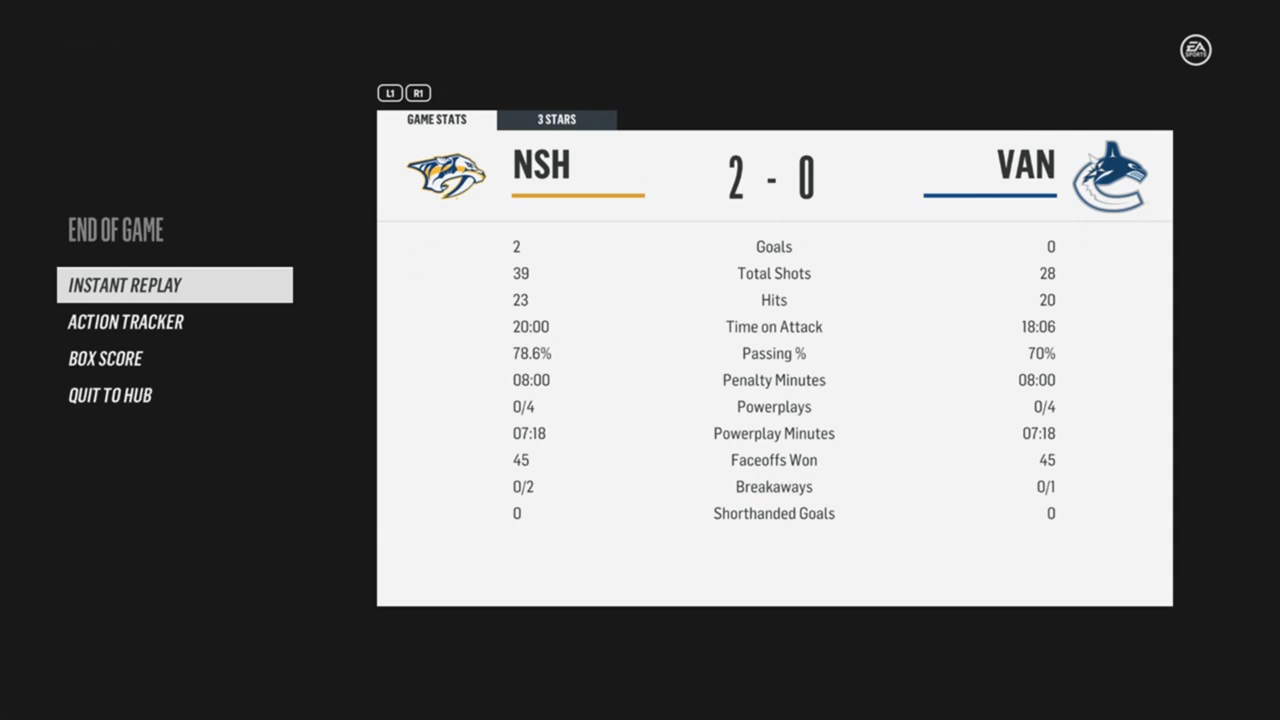 EA
SPORTS
L1 R1
GAME STATS 3 STARS
NSH 2 - 0 VAN
END OF GAME
INSTANT REPLAY
ACTION TRACKER
BOX SCORE
QUIT TO HUB
2 Goals 0
39 Total Shots 28
23 Hits 20
20:00 Time on Attack 18:06
78.6% Passing % 70%
08:00 Penalty Minutes 08:00
0/4 Powerplays 0/4
07:18 Powerplay Minutes 07:18
45 Faceoffs Won 45
0/2 Breakaways 0/1
0 Shorthanded Goals 0